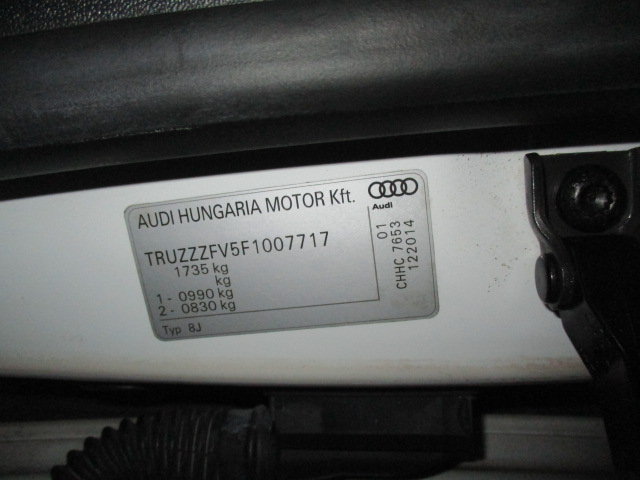 AUDI HUNGARIA MOTOR Kft.
Audi
TRUZZZFV5F1007717
1735 kg
kg
1 - 0990 kg
2 - 0830 kg
Typ 8J
01
CHHC 7653
122014